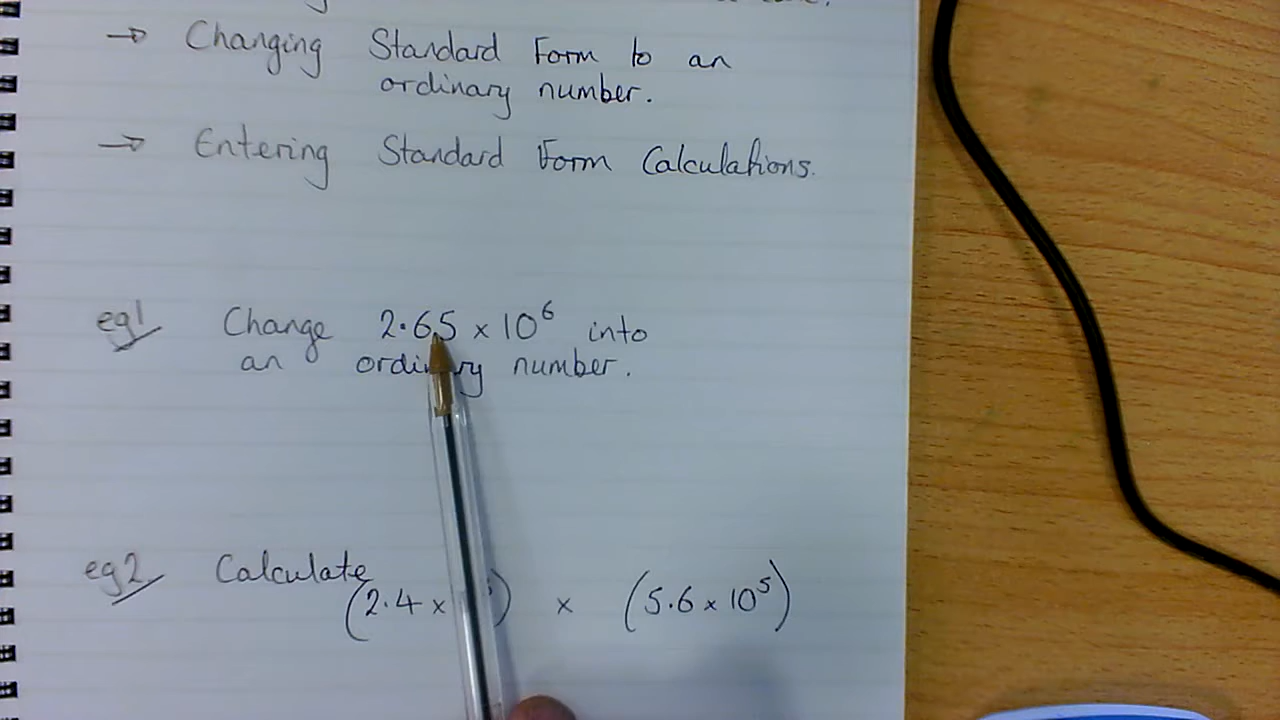 → Changing Standard Form to an
ordinary number.
→ Entering Standard Form Calculations.
eg1 Change 2.65 × 10⁶ into
an ordinary number.
eg2 Calculate
(2.4 × ) × (5.6 × 10⁵)